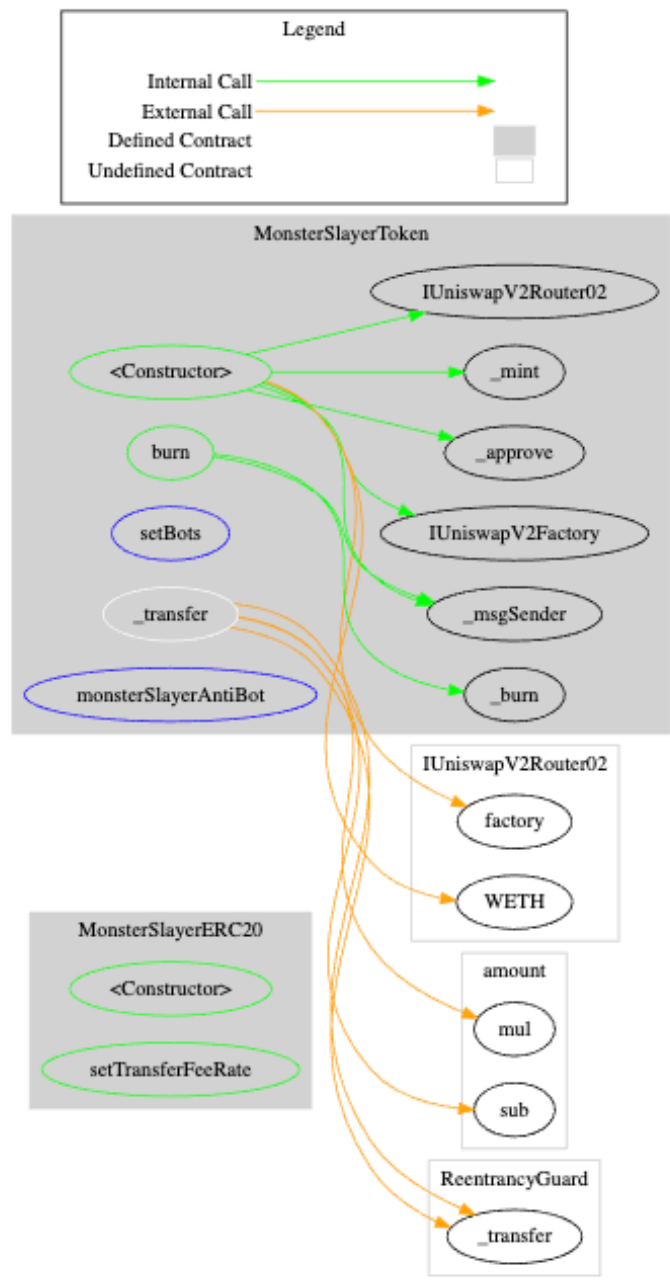 Legend
Internal Call
External Call
Defined Contract
Undefined Contract
MonsterSlayerToken
IUniswapV2Router02
<Constructor>
_mint
burn
_approve
setBots
IUniswapV2Factory
_transfer
_msgSender
monsterSlayerAntiBot
_burn
IUniswapV2Router02
factory
WETH
MonsterSlayerERC20
<Constructor>
setTransferFeeRate
amount
mul
sub
ReentrancyGuard
_transfer